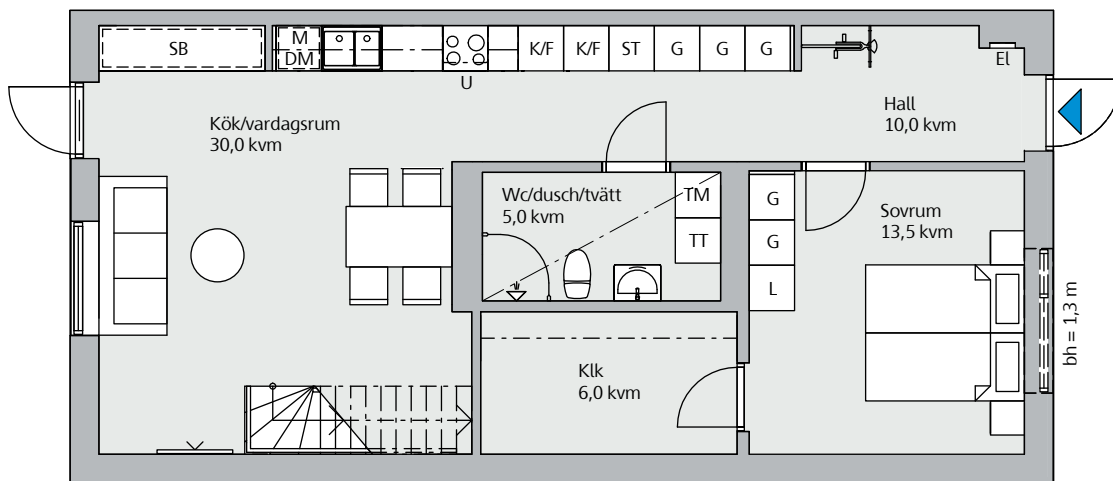 SB
M
DM
U
K/F
K/F
ST
G
G
G
El
Hall
10,0 kvm
Kök/vardagsrum
30,0 kvm
Wc/dusch/tvätt
5,0 kvm
TM
TT
G
G
L
Sovrum
13,5 kvm
bh = 1,3 m
Klk
6,0 kvm